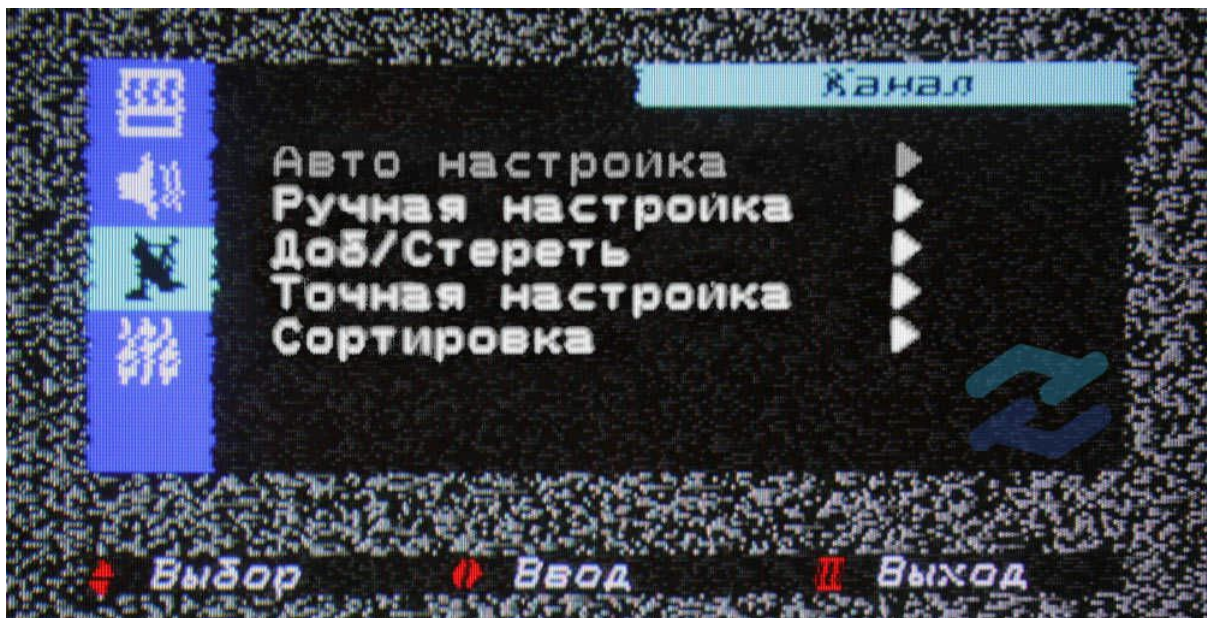 Канал
Авто настройка
Ручная настройка
Доб/Стереть
Точная настройка
Сортировка
Выбор Ввод Выход